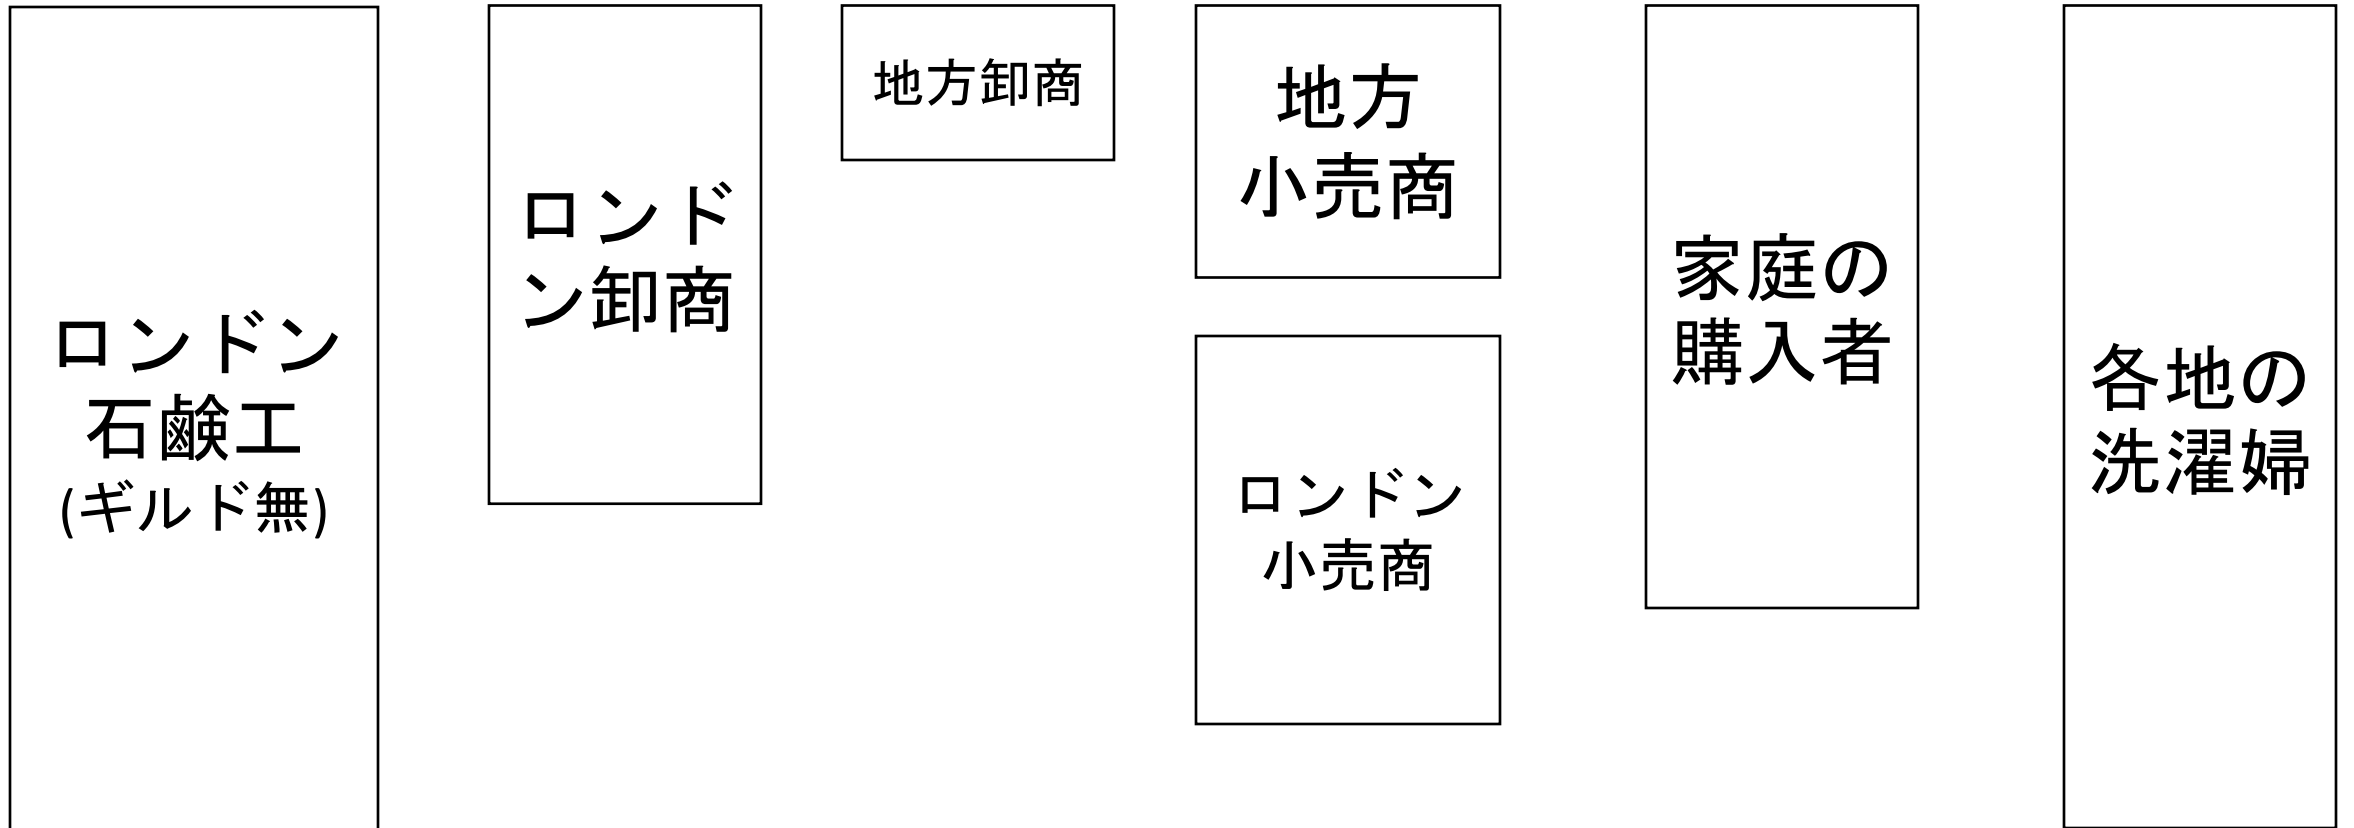 ロンドン
石鹸工
(ギルド無)
ロンド
ン卸商
地方卸商
地方
小売商
ロンドン
小売商
家庭の
購入者
各地の
洗濯婦